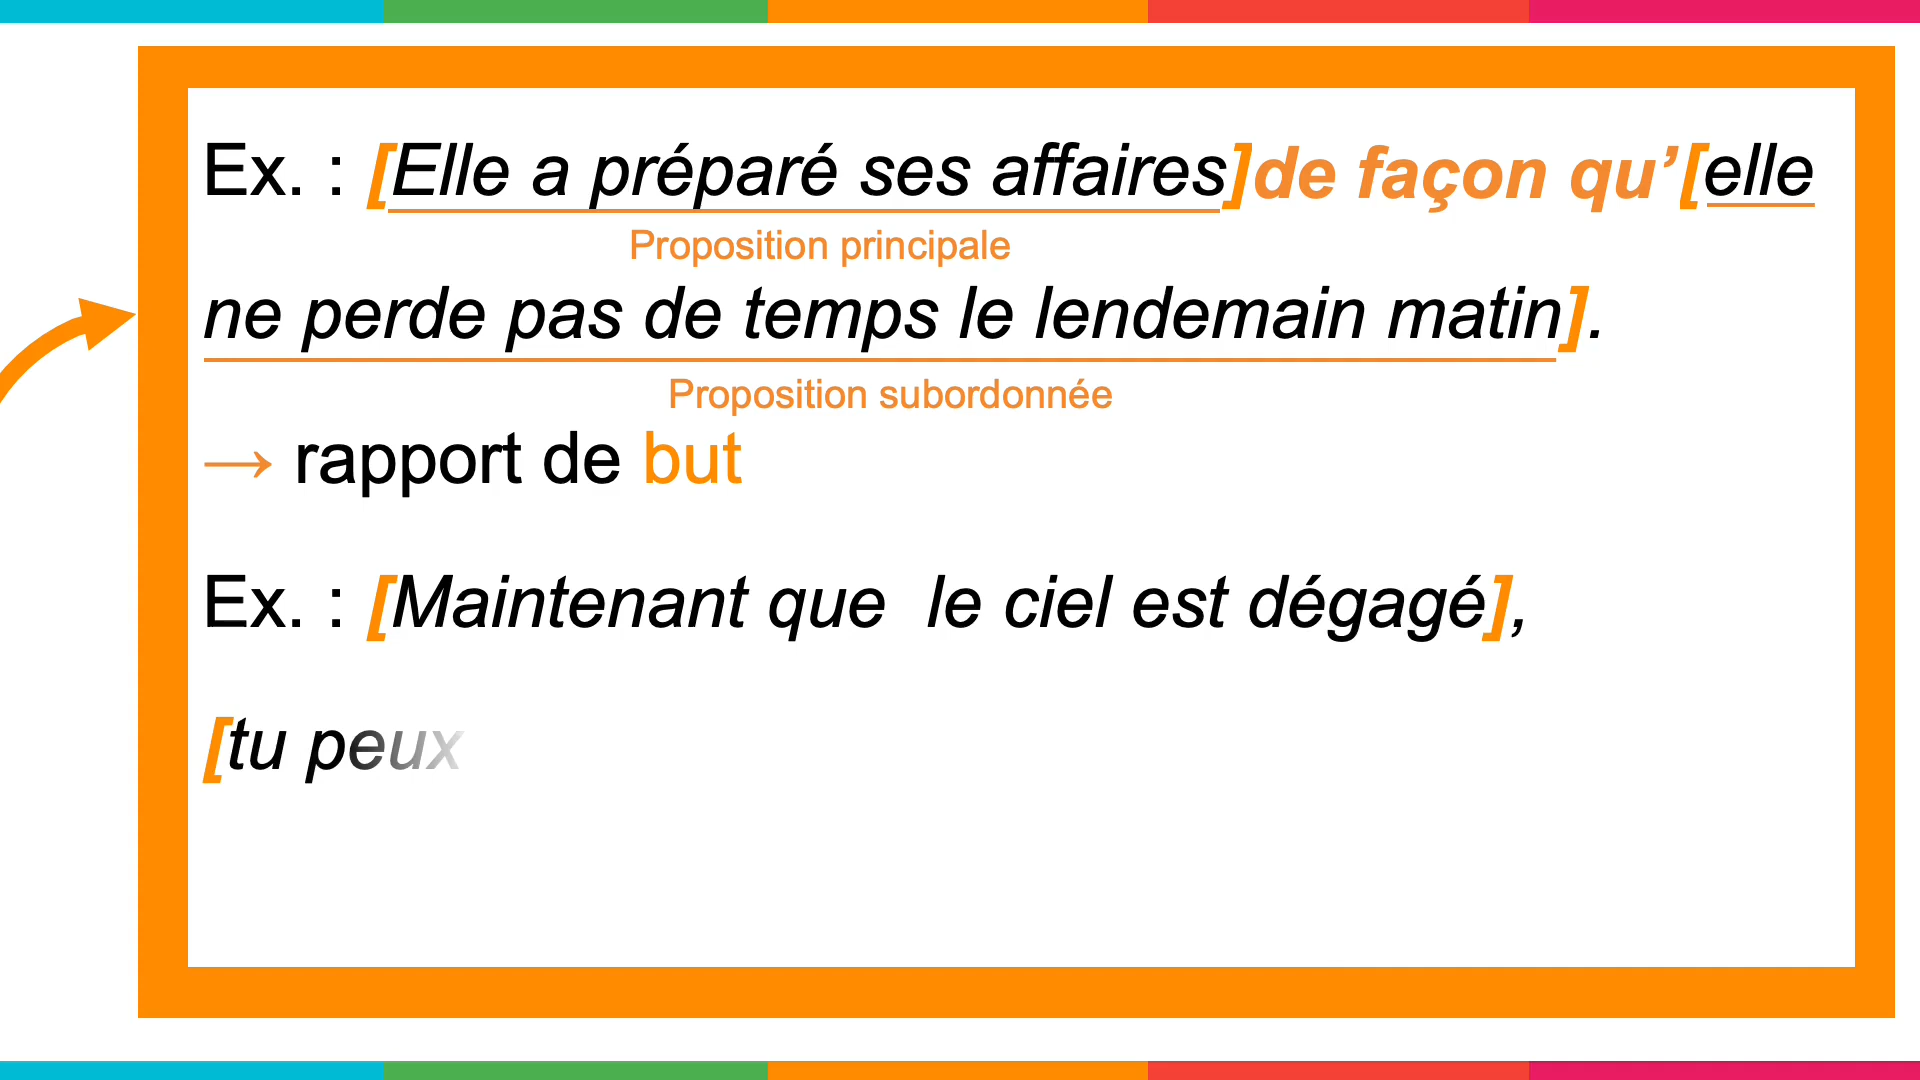 Ex. : [Elle a préparé ses affaires]de façon qu’[elle
Proposition principale
ne perde pas de temps le lendemain matin].
Proposition subordonnée
→ rapport de but
Ex. : [Maintenant que  le ciel est dégagé],
[tu peux